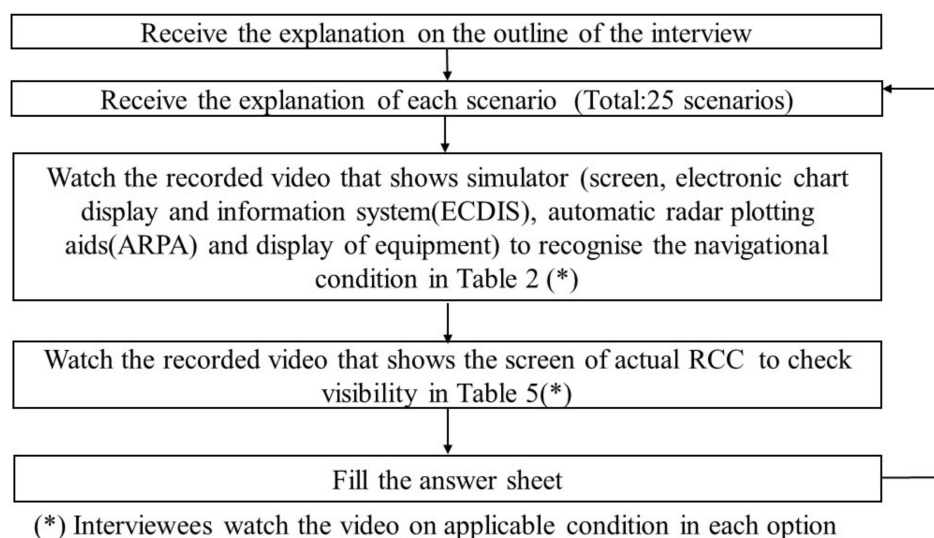 Receive the explanation on the outline of the interview
Receive the explanation of each scenario (Total:25 scenarios)
Watch the recorded video that shows simulator (screen, electronic chart
display and information system(ECDIS), automatic radar plotting
aids(ARPA) and display of equipment) to recognise the navigational
condition in Table 2 (*)
Watch the recorded video that shows the screen of actual RCC to check
visibility in Table 5(*)
Fill the answer sheet
(*) Interviewees watch the video on applicable condition in each option